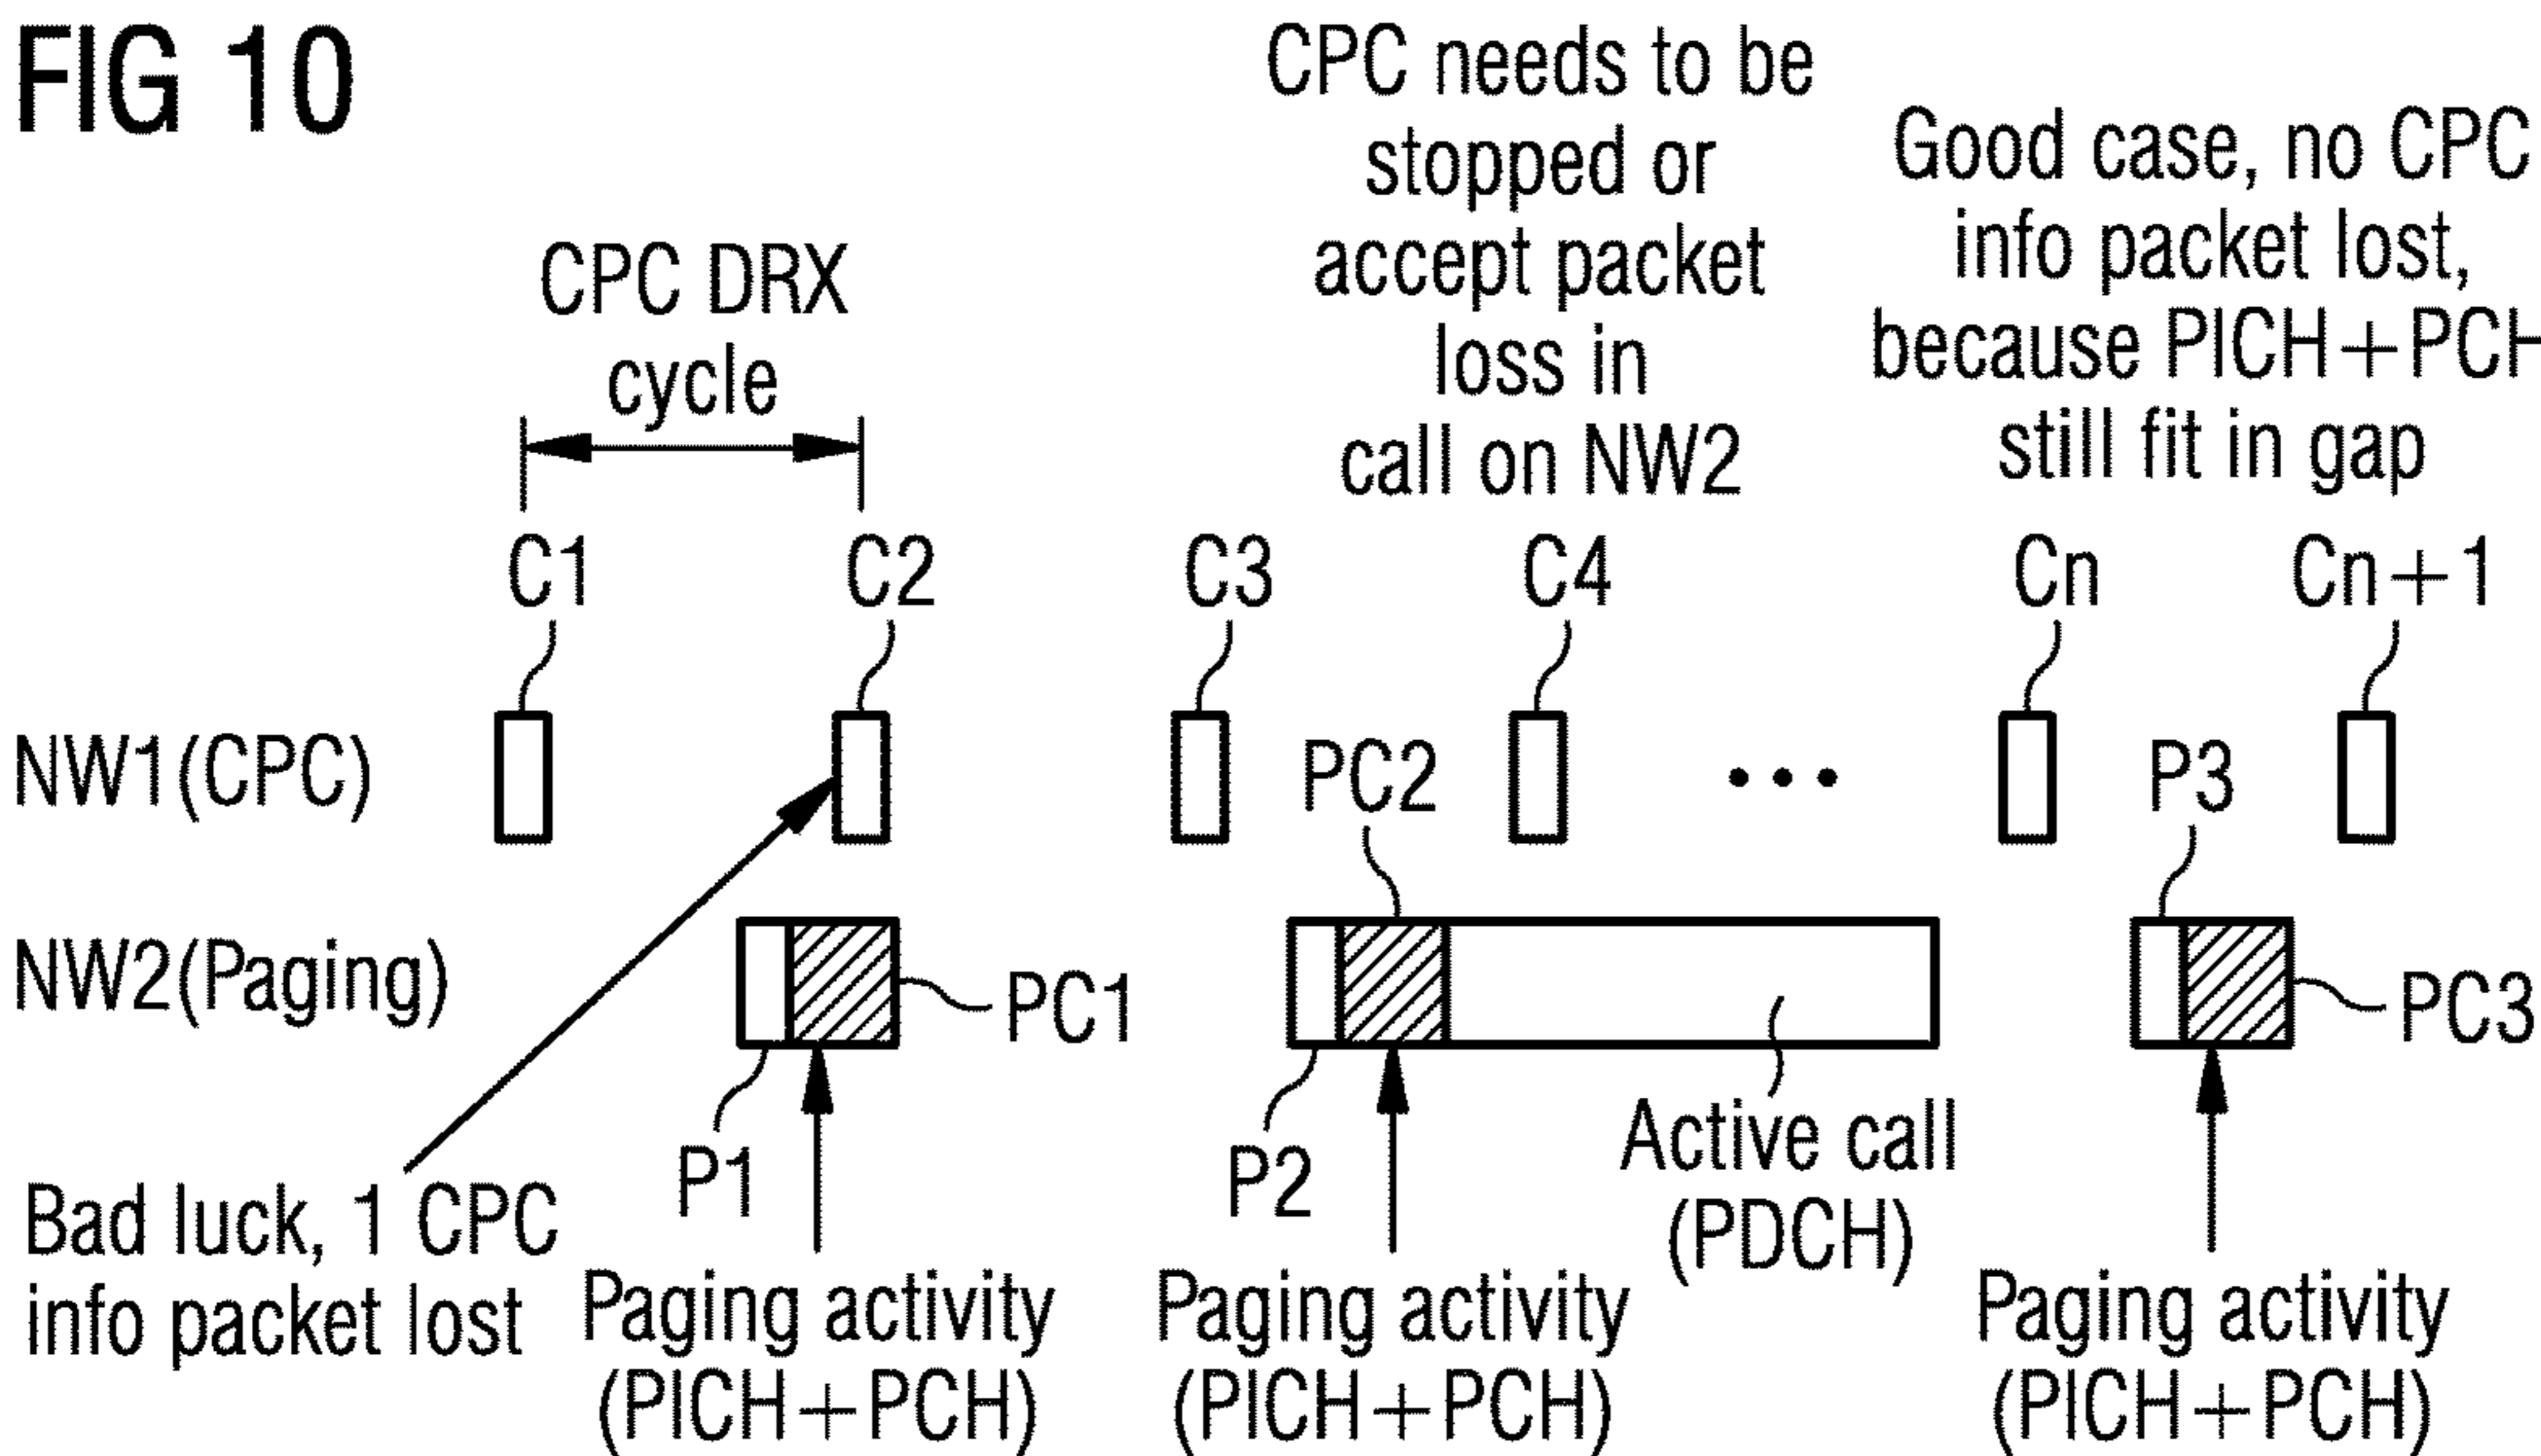 FIG 10
CPC DRX
cycle
CPC needs to be
stopped or
accept packet
loss in
call on NW2
Good case, no CPC
info packet lost,
because PICH+PCH
still fit in gap
C1
C2
C3
C4
Cn
Cn+1
NW1(CPC)
PC2
...
P3
NW2(Paging)
PC1
PC3
P1
P2
Active call
(PDCH)
Bad luck, 1 CPC
info packet lost
Paging activity
(PICH+PCH)
Paging activity
(PICH+PCH)
Paging activity
(PICH+PCH)